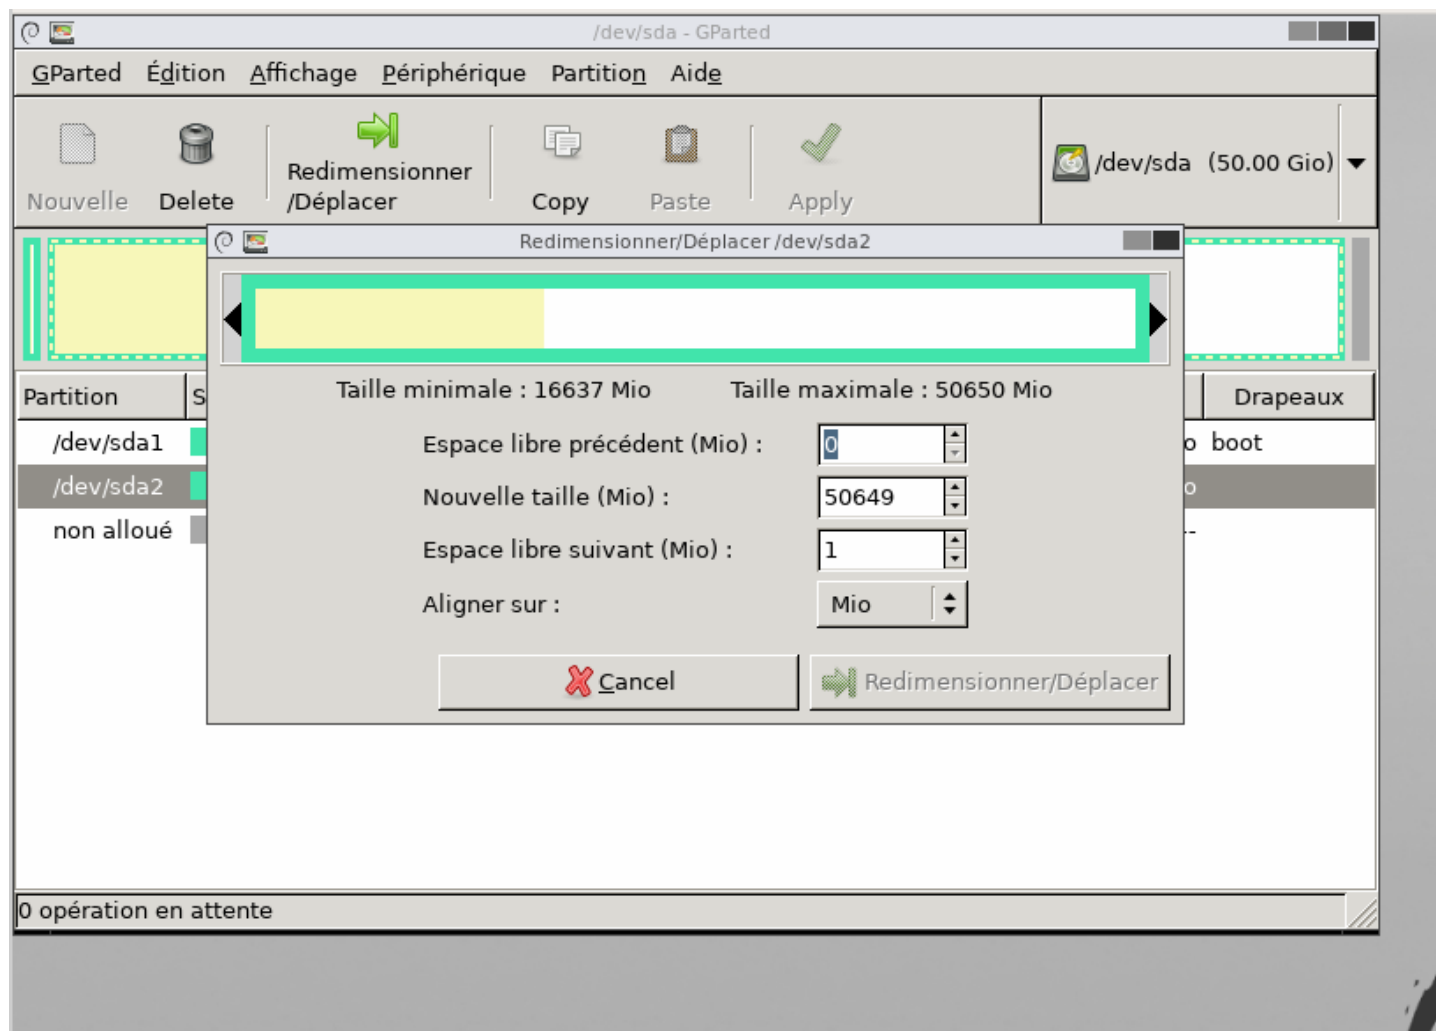 /dev/sda - GParted
GParted Édition Affichage Périphérique Partition Aide
Nouvelle Delete Redimensionner
/Déplacer Copy Paste Apply /dev/sda (50.00 Gio)
Redimensionner/Déplacer /dev/sda2
Taille minimale : 16637 Mio Taille maximale : 50650 Mio
Partition S Drapeaux
Espace libre précédent (Mio) : 0
/dev/sda1 o boot
/dev/sda2 o
Nouvelle taille (Mio) : 50649
non alloué --
Espace libre suivant (Mio) : 1
Aligner sur : Mio
Cancel Redimensionner/Déplacer
0 opération en attente